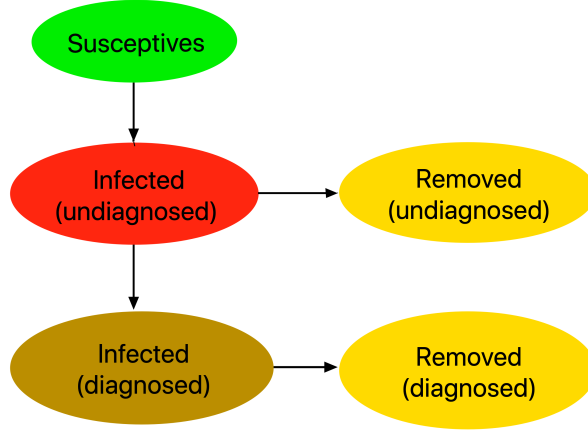 Susceptives
Infected
(undiagnosed)
Removed
(undiagnosed)
Infected
(diagnosed)
Removed
(diagnosed)